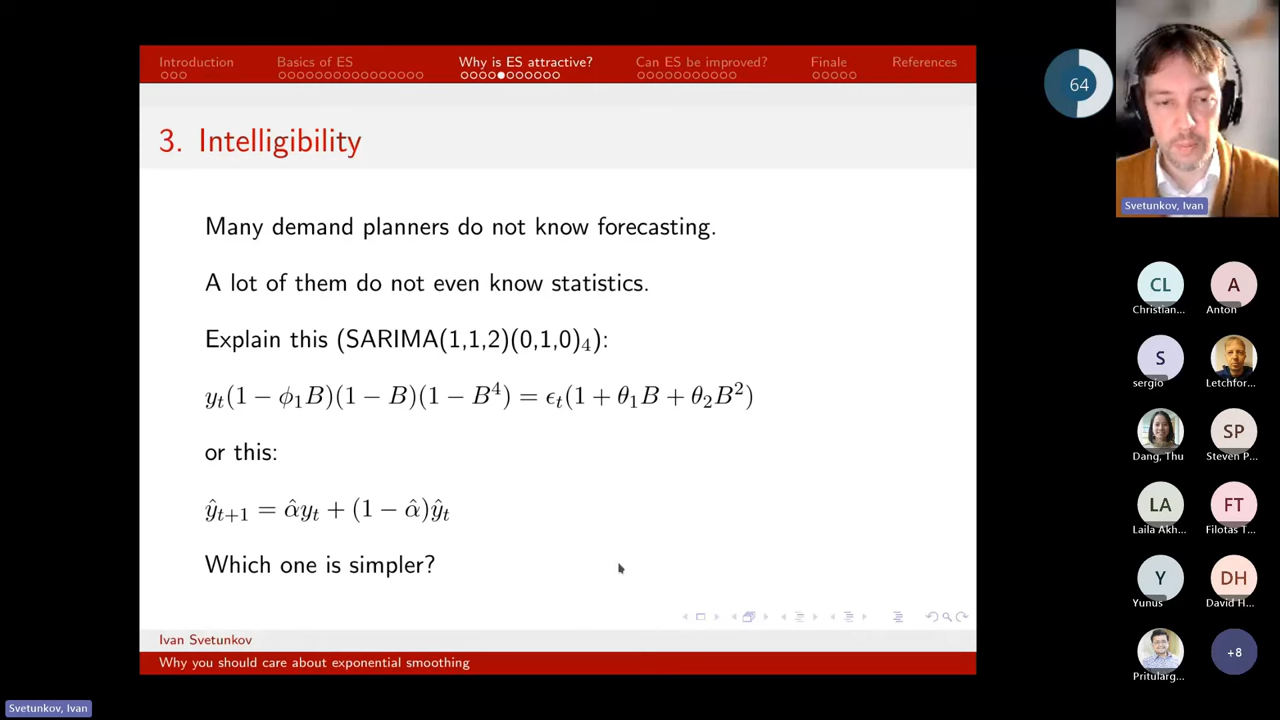 Introduction
Basics of ES
Why is ES attractive?
Can ES be improved?
Finale
References
64
3. Intelligibility
Many demand planners do not know forecasting.
A lot of them do not even know statistics.
Explain this (SARIMA(1,1,2)(0,1,0)₄):
yₜ(1 − ϕ₁B)(1 − B)(1 − B⁴) = ϵₜ(1 + θ₁B + θ₂B²)
or this:
ŷₜ₊₁ = α̂yₜ + (1 − α̂)ŷₜ
Which one is simpler?
Ivan Svetunkov
Why you should care about exponential smoothing
Svetunkov, Ivan
CL
Christian...
A
Anton
S
sergio
Letchfor...
Dang, Thu
SP
Steven P...
LA
Laila Akh...
FT
Filotas T...
Y
Yunus
DH
David H...
Pritularg...
+8
Svetunkov, Ivan